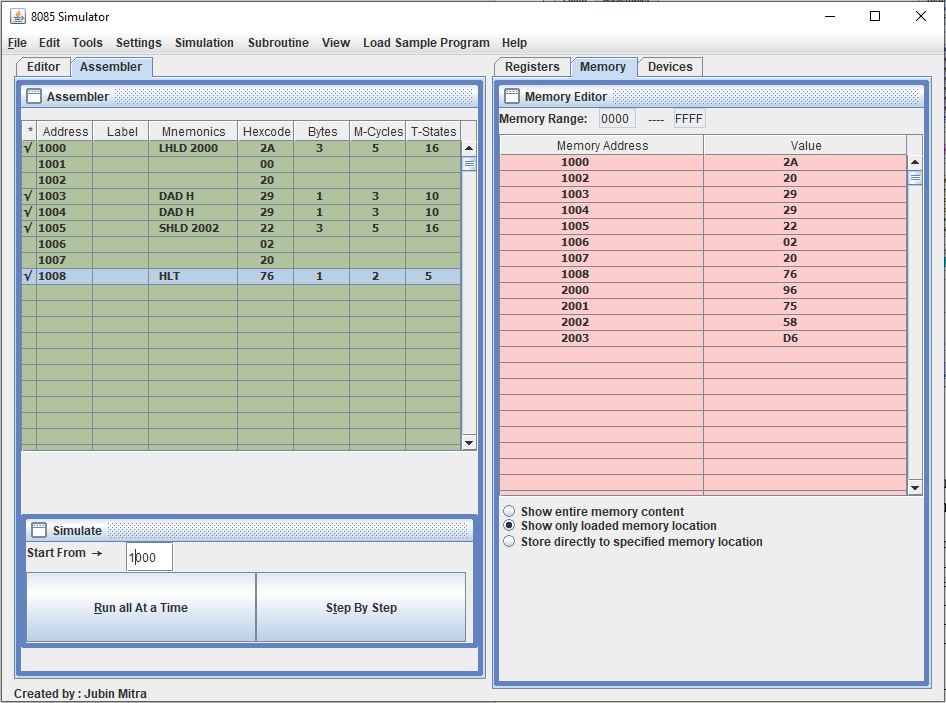 8085 Simulator
File Edit Tools Settings Simulation Subroutine View Load Sample Program Help
Editor Assembler
Assembler
* Address Label Mnemonics Hexcode Bytes M-Cycles T-States
√ 1000 LHLD 2000 2A 3 5 16
1001 00
1002 20
√ 1003 DAD H 29 1 3 10
√ 1004 DAD H 29 1 3 10
√ 1005 SHLD 2002 22 3 5 16
1006 02
1007 20
√ 1008 HLT 76 1 2 5
Simulate
Start From → 1000
Run all At a Time Step By Step
Created by : Jubin Mitra
Registers Memory Devices
Memory Editor
Memory Range: 0000 ---- FFFF
Memory Address Value
1000 2A
1002 20
1003 29
1004 29
1005 22
1006 02
1007 20
1008 76
2000 96
2001 75
2002 58
2003 D6
Show entire memory content
Show only loaded memory location
Store directly to specified memory location